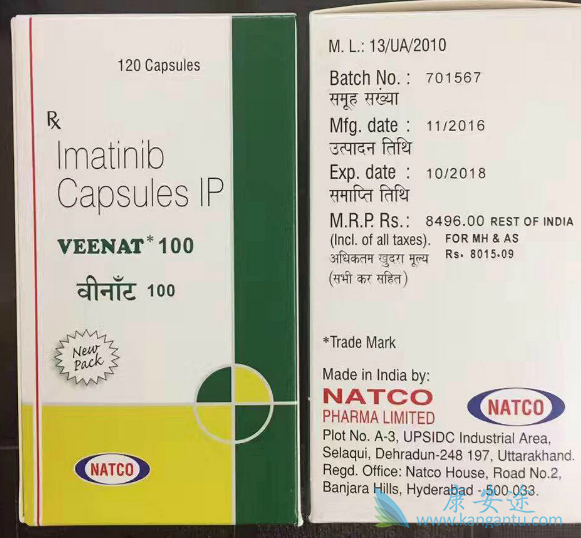 120 Capsules
Rx
Imatinib
Capsules IP
VEENAT* 100
वीनाँट 100
New
Pack
NATCO
M. L.: 13/UA/2010
Batch No. : 701567
समूह सख्या
Mfg. date : 11/2016
उत्पादन तिथि
Exp. date : 10/2018
समाप्ति तिथि
M.R.P. Rs.: 8496.00 REST OF INDIA
(Incl. of all taxes). FOR MH & AS
अधिकतम खुदरा मूल्य Rs. 8015.09
(सभी कर सहित)
*Trade Mark
Made in India by:
NATCO
PHARMA LIMITED
NATCO
Plot No. A-3, UPSIDC Industrial Area,
Selaqui, Dehradun-248 197, Uttarakhand.
Regd. Office: Natco House, Road No.2,
Banjara Hills, Hyderabad - 500 033.
康安途
www.kangantu.com